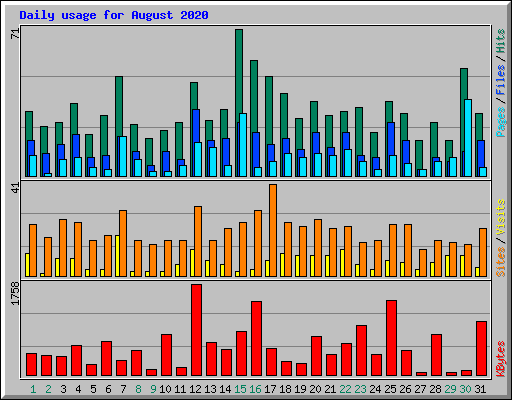 Daily usage for August 2020
71
Pages / Files / Hits
41
Sites / Visits
1758
KBytes
1 2 3 4 5 6 7 8 9 10 11 12 13 14 15 16 17 18 19 20 21 22 23 24 25 26 27 28 29 30 31